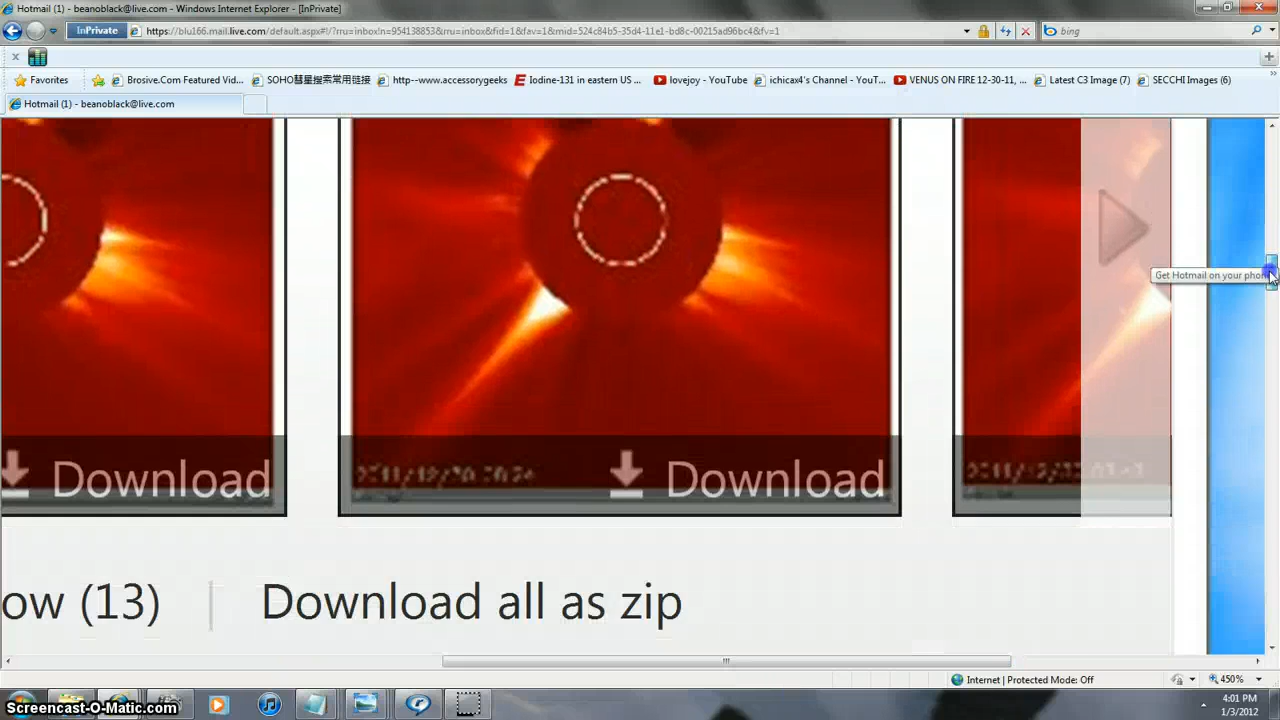 Hotmail (1) - beanoblack@live.com - Windows Internet Explorer - [InPrivate]
InPrivate https://blu166.mail.live.com/default.aspx#!/?rru=inbox!n=954138853&rru=inbox&fid=1&fav=1&mid=524c84b5-35d4-11e1-bd8c-00215ad96bc4&fv=1 bing
Favorites Brosive.Com Featured Vid... SOHO彗星搜索常用链接 http--www.accessorygeeks Iodine-131 in eastern US ... lovejoy - YouTube ichicax4's Channel - YouT... VENUS ON FIRE 12-30-11, ... Latest C3 Image (7) SECCHI Images (6)
Hotmail (1) - beanoblack@live.com
Get Hotmail on your phon
Download Download
ow (13) Download all as zip
Internet | Protected Mode: Off 450%
Screencast-O-Matic.com
4:01 PM
1/3/2012